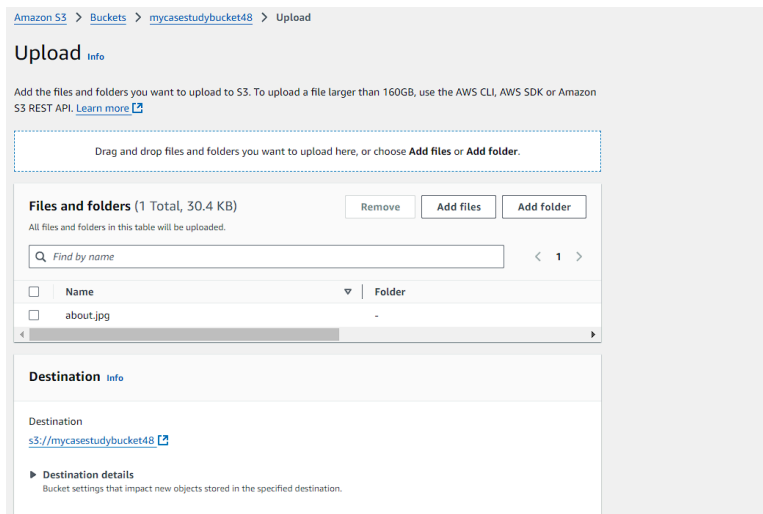 Amazon S3 > Buckets > mycasestudybucket48 > Upload
Upload Info
Add the files and folders you want to upload to S3. To upload a file larger than 160GB, use the AWS CLI, AWS SDK or Amazon
S3 REST API. Learn more
Drag and drop files and folders you want to upload here, or choose Add files or Add folder.
Files and folders (1 Total, 30.4 KB)
Remove
Add files
Add folder
All files and folders in this table will be uploaded.
Find by name
< 1 >
Name
Folder
about.jpg
-
Destination Info
Destination
s3://mycasestudybucket48
Destination details
Bucket settings that impact new objects stored in the specified destination.